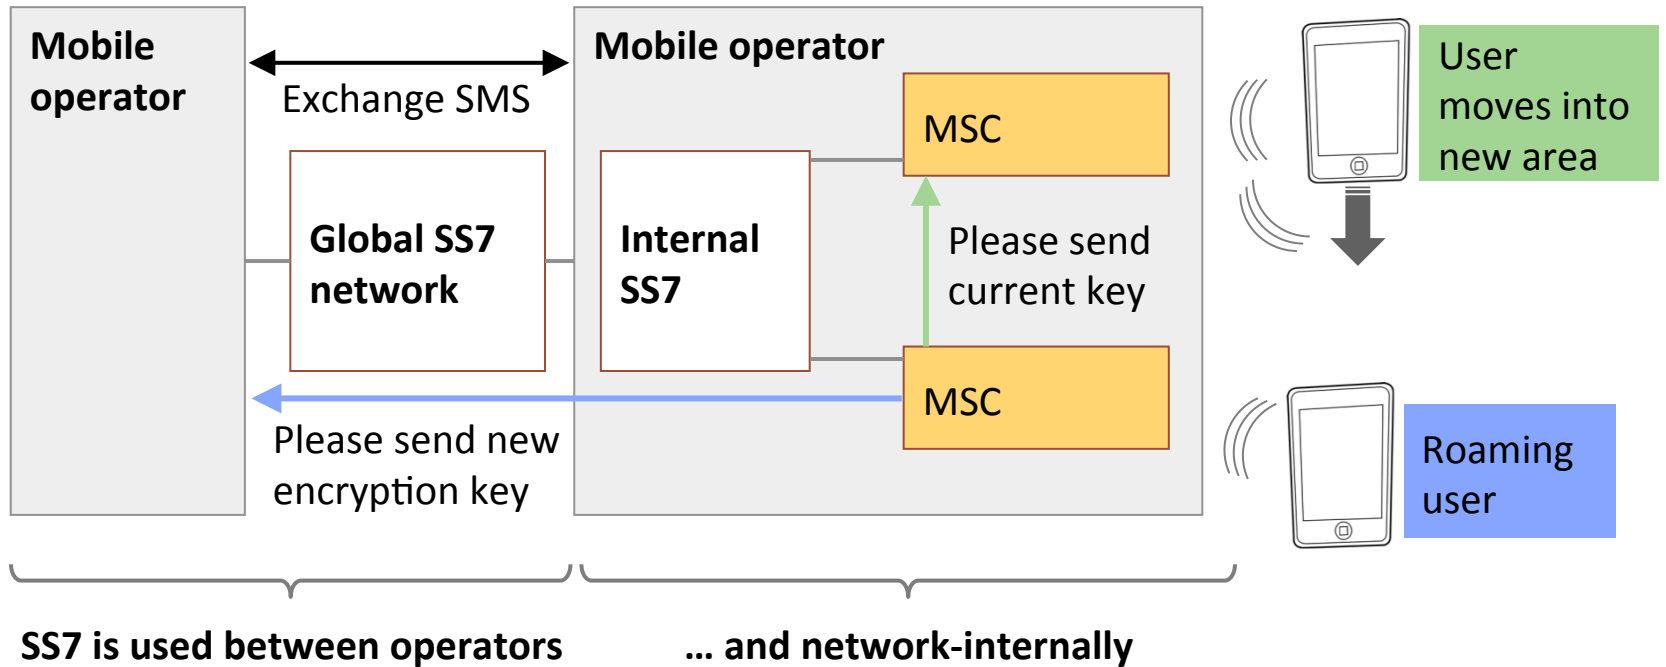 Mobile
operator
Exchange SMS
Global SS7
network
Please send new
encryption key
Mobile operator
Internal
SS7
MSC
Please send
current key
MSC
User
moves into
new area
Roaming
user
SS7 is used between operators
... and network-internally